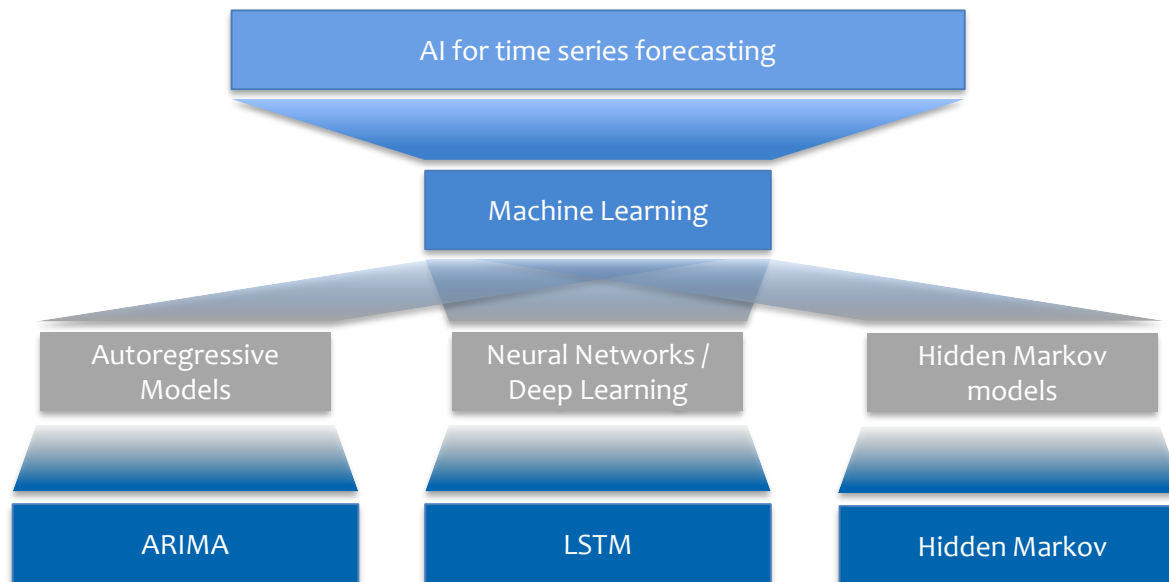 AI for time series forecasting
Machine Learning
Autoregressive
Models
Neural Networks /
Deep Learning
Hidden Markov
models
ARIMA
LSTM
Hidden Markov